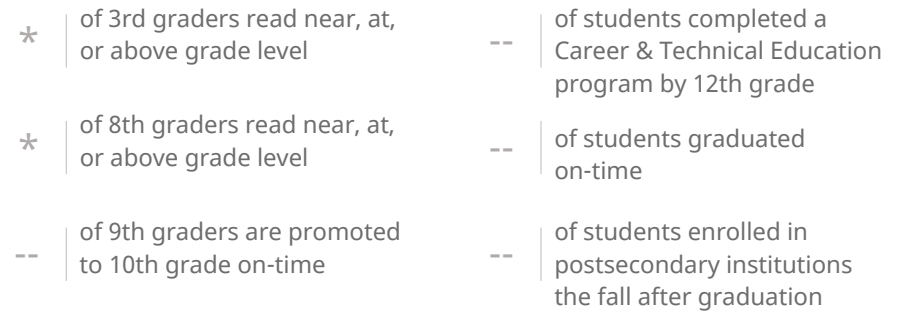 * of 3rd graders read near, at,
or above grade level
* of 8th graders read near, at,
or above grade level
-- of 9th graders are promoted
to 10th grade on-time
-- of students completed a
Career & Technical Education
program by 12th grade
-- of students graduated
on-time
-- of students enrolled in
postsecondary institutions
the fall after graduation